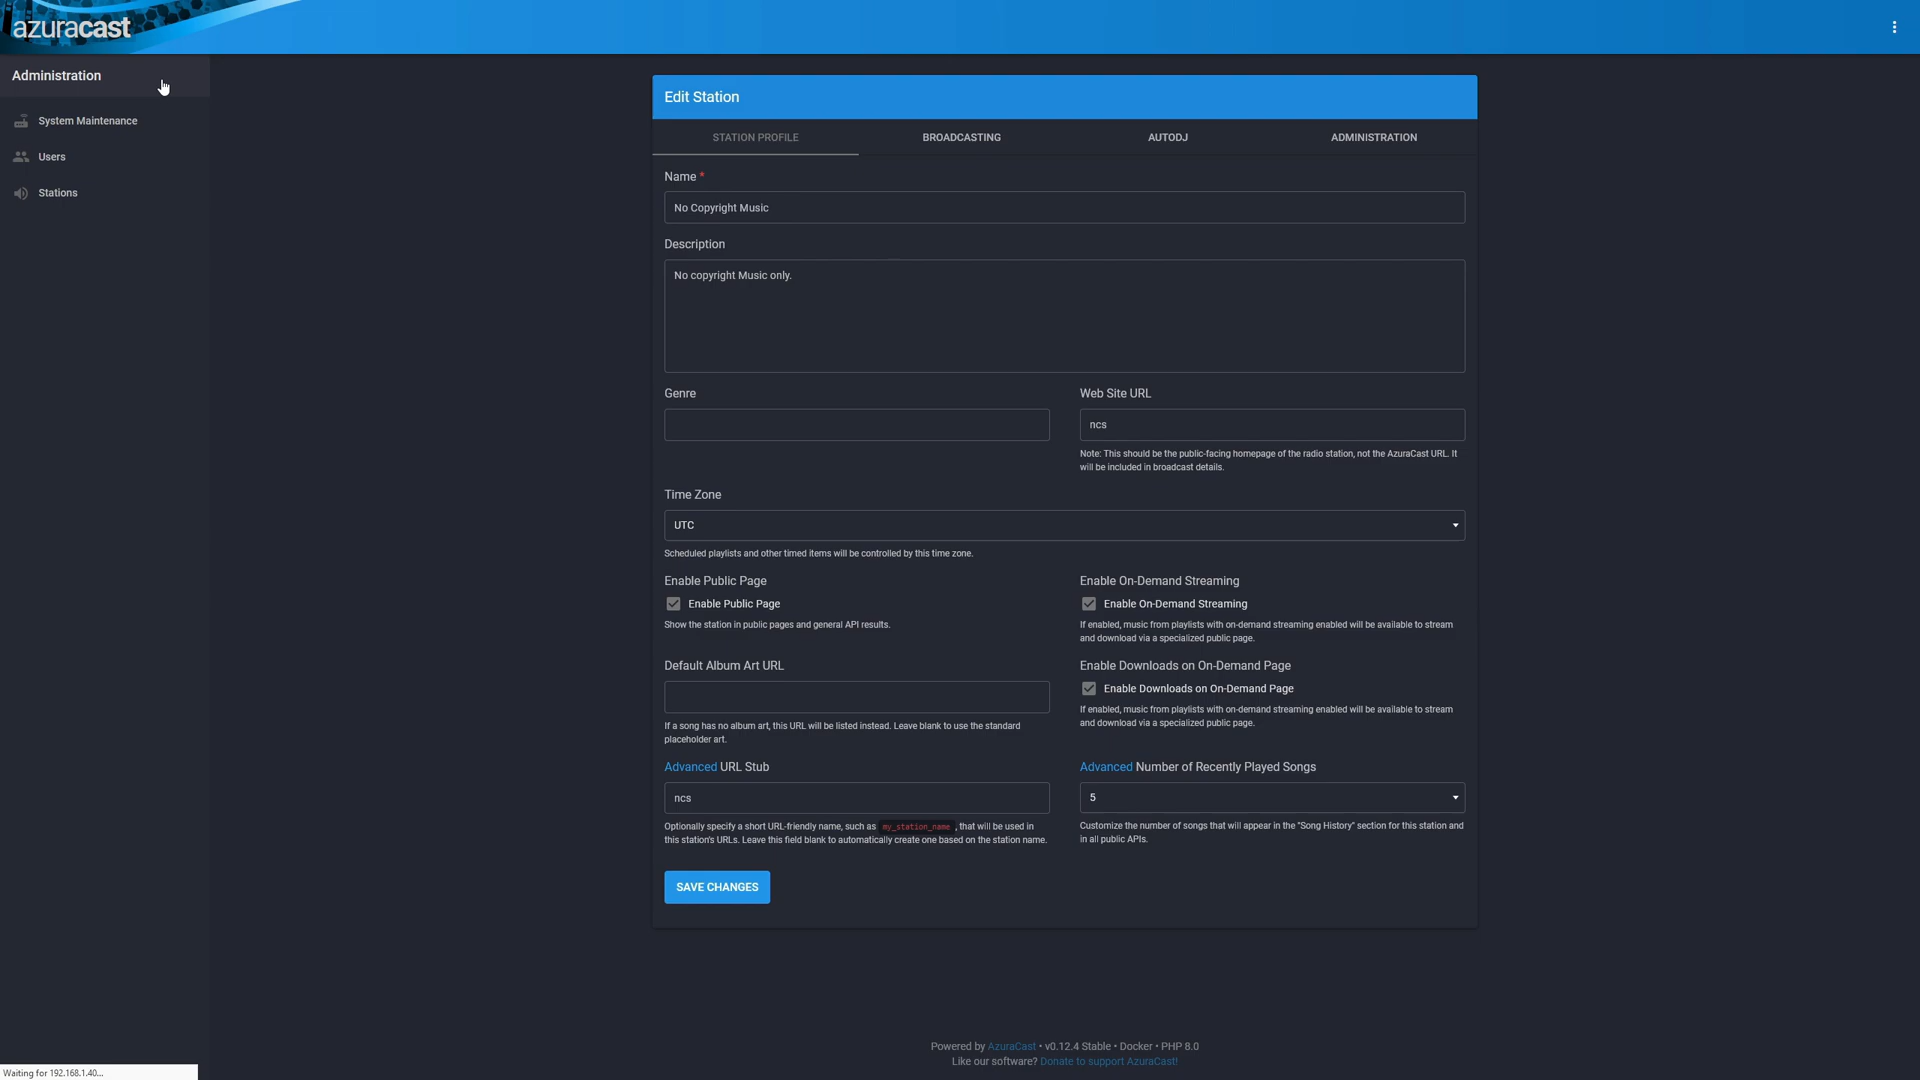 azuracast
Administration
System Maintenance
Users
Stations
Edit Station
STATION PROFILE
BROADCASTING
AUTODJ
ADMINISTRATION
Name *
No Copyright Music
Description
No copyright Music only.
Genre
Web Site URL
ncs
Note: This should be the public-facing homepage of the radio station, not the AzuraCast URL. It
will be included in broadcast details.
Time Zone
UTC
Scheduled playlists and other timed items will be controlled by this time zone.
Enable Public Page
Enable Public Page
Show the station in public pages and general API results.
Enable On-Demand Streaming
Enable On-Demand Streaming
If enabled, music from playlists with on-demand streaming enabled will be available to stream
and download via a specialized public page.
Default Album Art URL
If a song has no album art, this URL will be listed instead. Leave blank to use the standard
placeholder art.
Enable Downloads on On-Demand Page
Enable Downloads on On-Demand Page
If enabled, music from playlists with on-demand streaming enabled will be available to stream
and download via a specialized public page.
Advanced URL Stub
ncs
Optionally specify a short URL-friendly name, such as my_station_name, that will be used in
this station's URLs. Leave this field blank to automatically create one based on the station name.
Advanced Number of Recently Played Songs
5
Customize the number of songs that will appear in the "Song History" section for this station and
in all public APIs.
SAVE CHANGES
Powered by AzuraCast • v0.12.4 Stable • Docker • PHP 8.0
Like our software? Donate to support AzuraCast!
Waiting for 192.168.1.40...